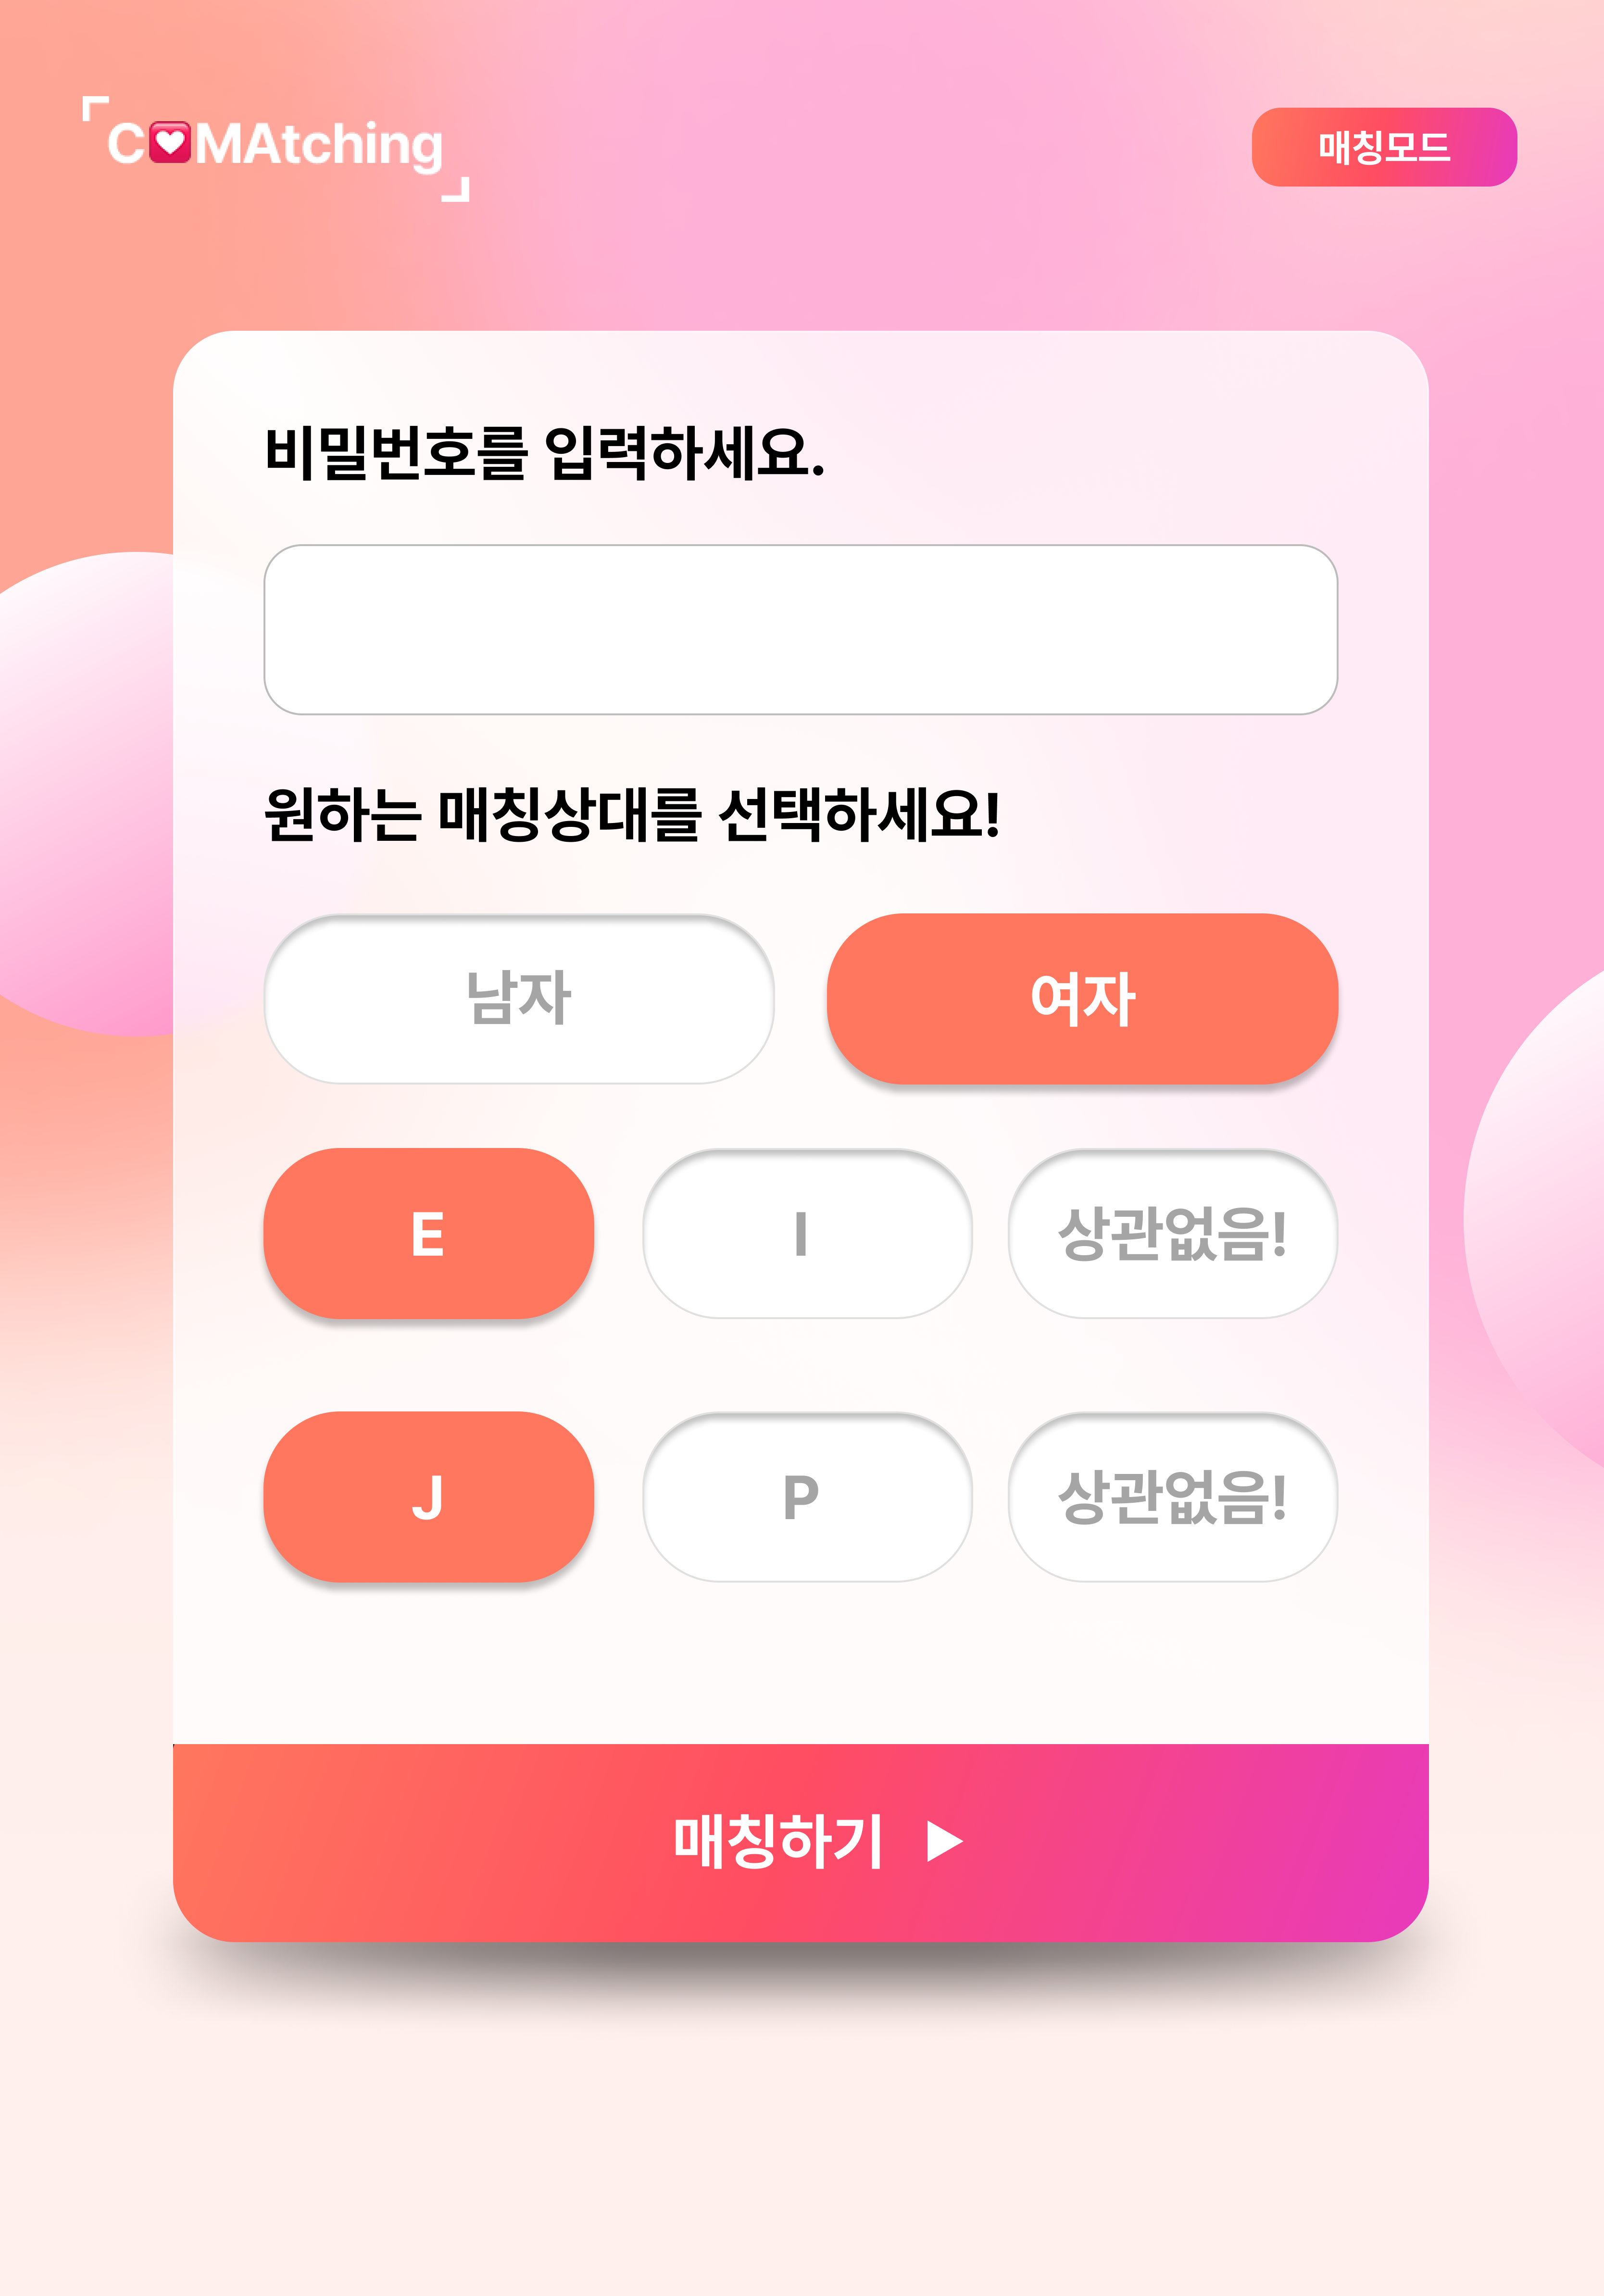 C💟MAtching
매칭모드
비밀번호를 입력하세요.
원하는 매칭상대를 선택하세요!
남자 여자
E I 상관없음!
J P 상관없음!
매칭하기 ▶